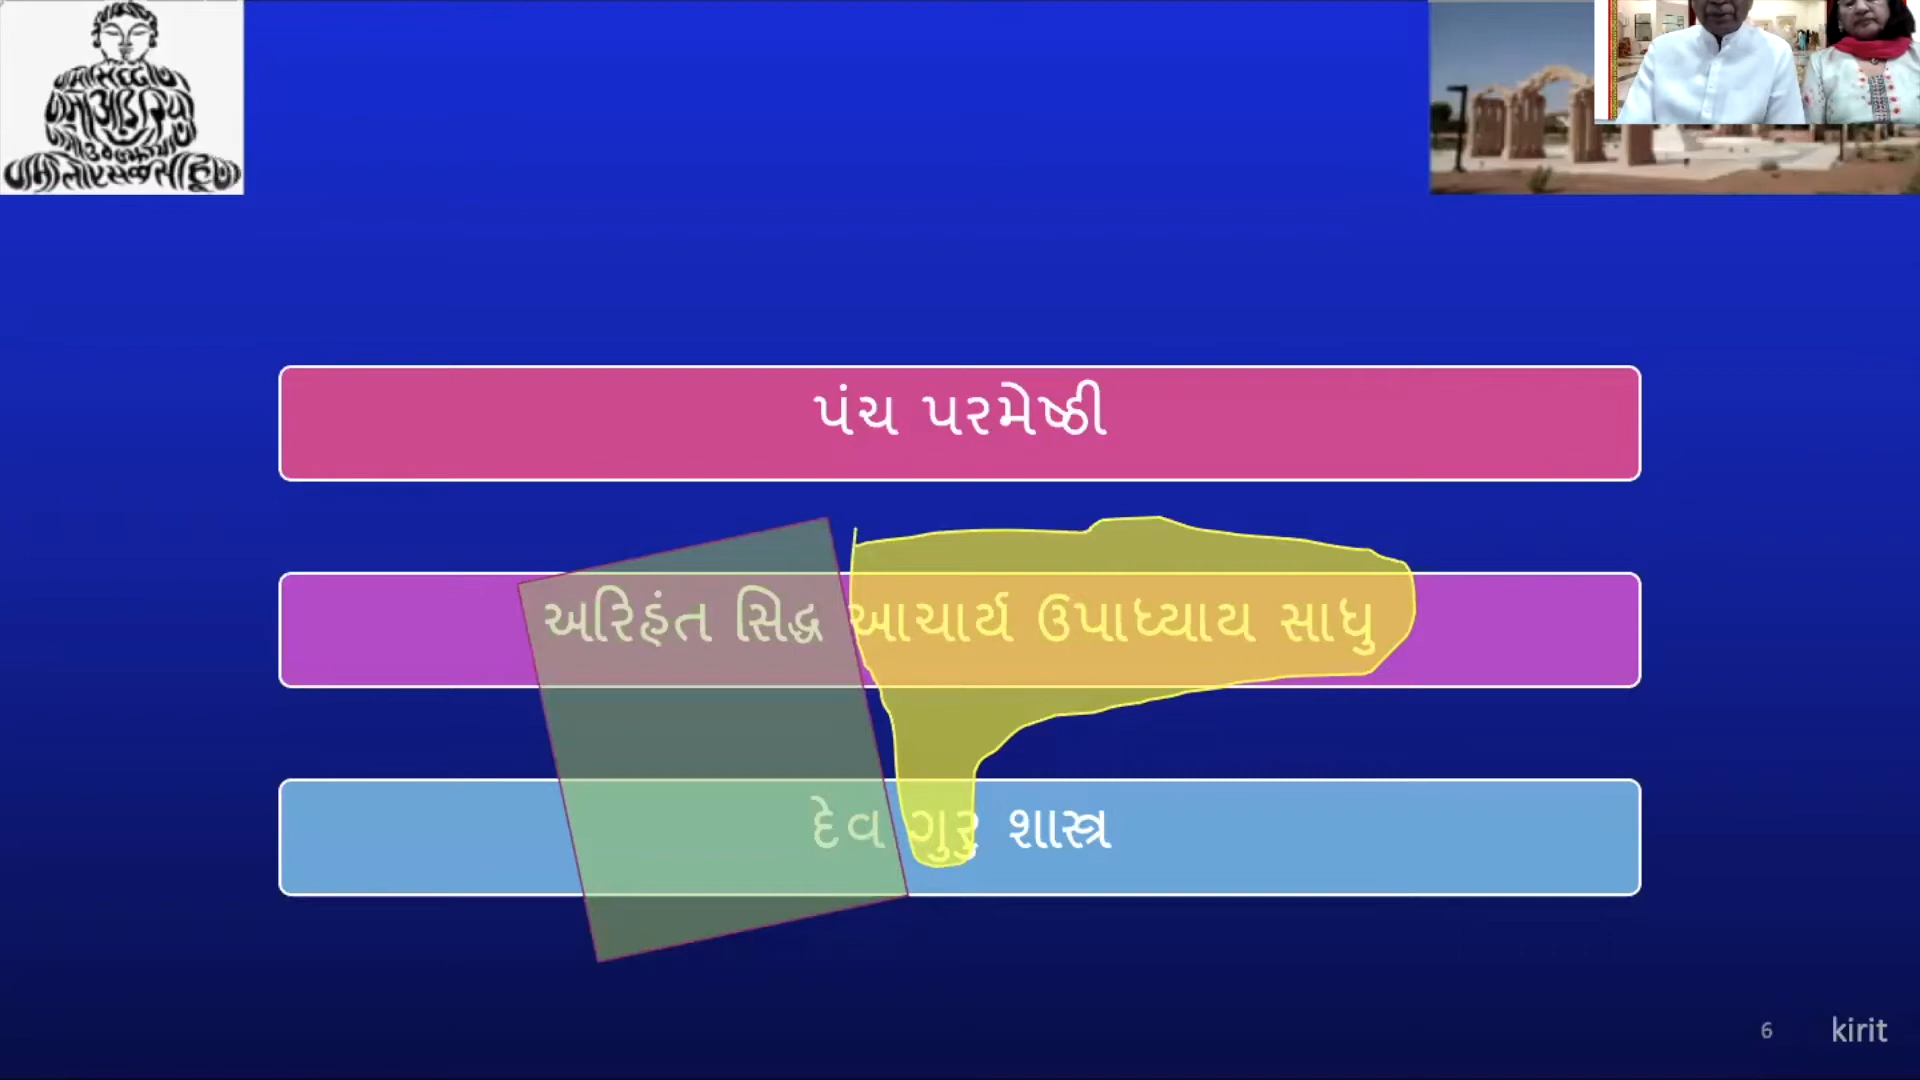 પંચ પરમેષ્ઠી
અરિહંત સિદ્ધ આચાર્ય ઉપાધ્યાય સાધુ
દેવ ગુરુ શાસ્ત્ર
6 kirit